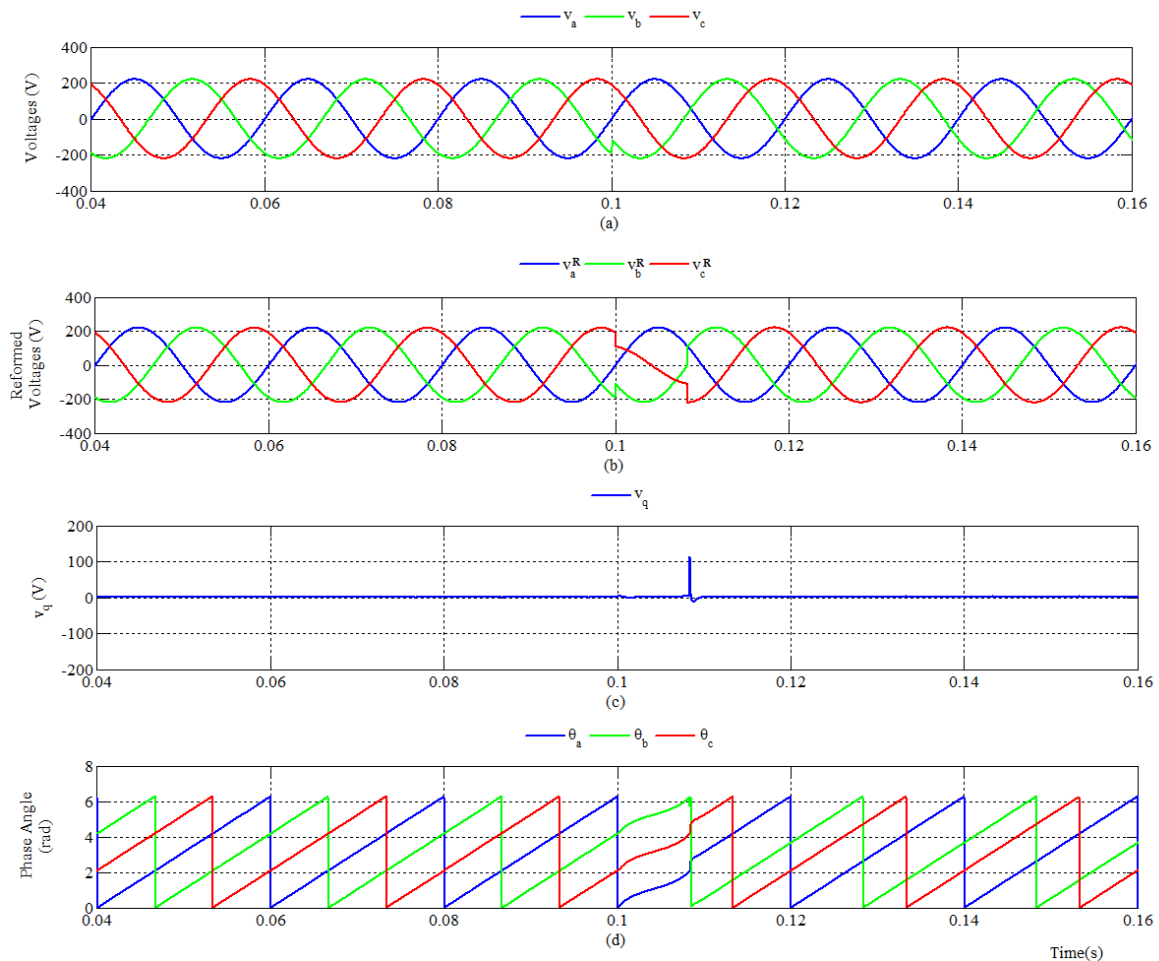 v_a v_b v_c
Voltages (V)
400
200
0
-200
-400
0.04 0.06 0.08 0.1 0.12 0.14 0.16
(a)
v_a^R v_b^R v_c^R
Reformed
Voltages (V)
400
200
0
-200
-400
0.04 0.06 0.08 0.1 0.12 0.14 0.16
(b)
v_q
v_q (V)
200
100
0
-100
-200
0.04 0.06 0.08 0.1 0.12 0.14 0.16
(c)
θ_a θ_b θ_c
Phase Angle
(rad)
8
6
4
2
0
0.04 0.06 0.08 0.1 0.12 0.14 0.16
(d)
Time(s)